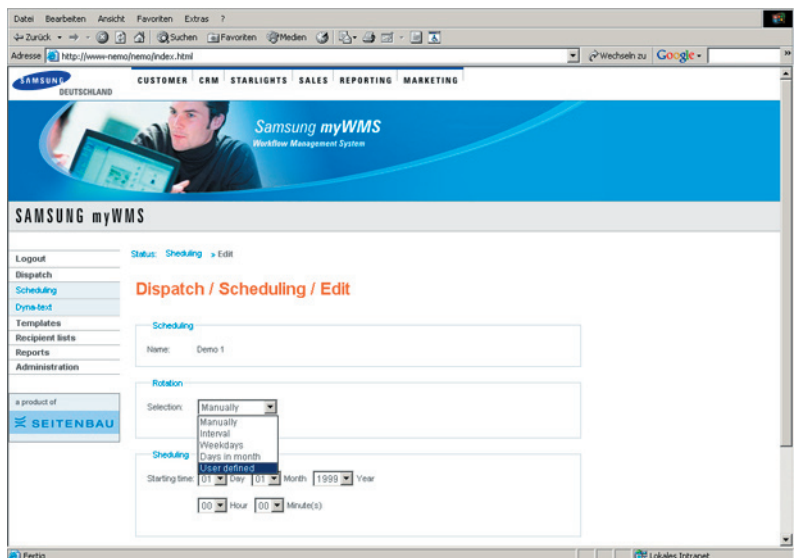 Datei Bearbeiten Ansicht Favoriten Extras ?
Zurück Suchen Favoriten Medien
Adresse http://www-nemo/nemo/index.html Wechseln zu Google
SAMSUNG
DEUTSCHLAND
CUSTOMER CRM STARLIGHTS SALES REPORTING MARKETING
Samsung myWMS
Workflow Management System
SAMSUNG myWMS
Status: Sheduling » Edit
Logout
Dispatch
Scheduling
Dyna-text
Templates
Recipient lists
Reports
Administration
a product of
SEITENBAU
Dispatch / Scheduling / Edit
Scheduling
Name: Demo 1
Rotation
Selection: Manually
Manually
Interval
Weekdays
Days in month
User defined
Sheduling
Starting time: 01 Day 01 Month 1999 Year
00 Hour 00 Minute(s)
Fertig Lokales Intranet